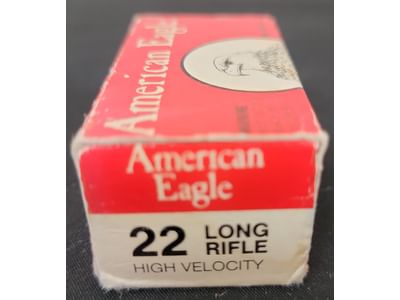 American Eagle
American
Eagle
22 LONG
RIFLE
HIGH VELOCITY